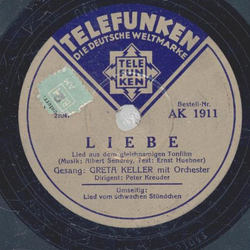 TELEFUNKEN
DIE DEUTSCHE WELTMARKE
TELE
FUN
KEN
Bestell-Nr.
AK 1911
LIEBE
Lied aus dem gleichnamigen Tonfilm
(Musik: Albert Sendrey, Text: Ernst Huebner)
Gesang: GRETA KELLER mit Orchester
Dirigent: Peter Kreuder
Umseitig:
Lied vom schwachen Stündchen